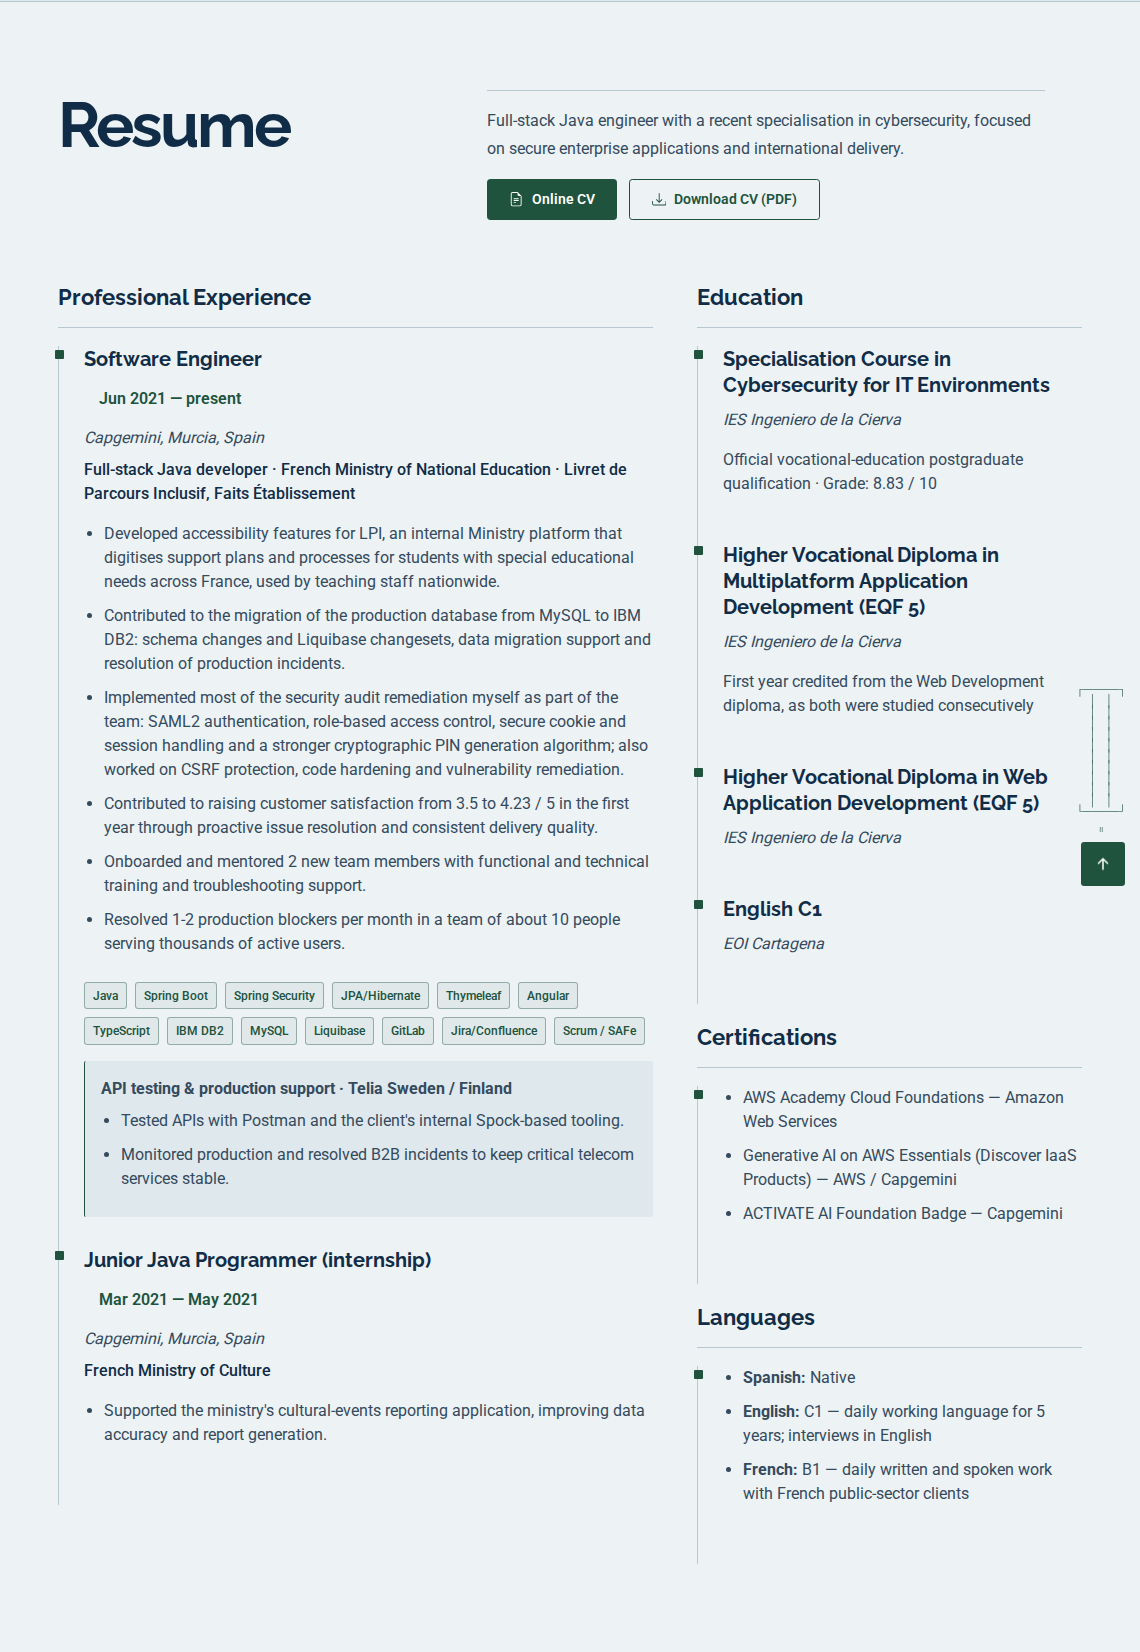 Resume
Full-stack Java engineer with a recent specialisation in cybersecurity, focused
on secure enterprise applications and international delivery.
Online CV
Download CV (PDF)
Professional Experience
Software Engineer
Jun 2021 — present
Capgemini, Murcia, Spain
Full-stack Java developer · French Ministry of National Education · Livret de
Parcours Inclusif, Faits Établissement
• Developed accessibility features for LPI, an internal Ministry platform that
digitises support plans and processes for students with special educational
needs across France, used by teaching staff nationwide.
• Contributed to the migration of the production database from MySQL to IBM
DB2: schema changes and Liquibase changesets, data migration support and
resolution of production incidents.
• Implemented most of the security audit remediation myself as part of the
team: SAML2 authentication, role-based access control, secure cookie and
session handling and a stronger cryptographic PIN generation algorithm; also
worked on CSRF protection, code hardening and vulnerability remediation.
• Contributed to raising customer satisfaction from 3.5 to 4.23 / 5 in the first
year through proactive issue resolution and consistent delivery quality.
• Onboarded and mentored 2 new team members with functional and technical
training and troubleshooting support.
• Resolved 1-2 production blockers per month in a team of about 10 people
serving thousands of active users.
Java
Spring Boot
Spring Security
JPA/Hibernate
Thymeleaf
Angular
TypeScript
IBM DB2
MySQL
Liquibase
GitLab
Jira/Confluence
Scrum / SAFe
API testing & production support · Telia Sweden / Finland
• Tested APIs with Postman and the client's internal Spock-based tooling.
• Monitored production and resolved B2B incidents to keep critical telecom
services stable.
Junior Java Programmer (internship)
Mar 2021 — May 2021
Capgemini, Murcia, Spain
French Ministry of Culture
• Supported the ministry's cultural-events reporting application, improving data
accuracy and report generation.
Education
Specialisation Course in
Cybersecurity for IT Environments
IES Ingeniero de la Cierva
Official vocational-education postgraduate
qualification · Grade: 8.83 / 10
Higher Vocational Diploma in
Multiplatform Application
Development (EQF 5)
IES Ingeniero de la Cierva
First year credited from the Web Development
diploma, as both were studied consecutively
Higher Vocational Diploma in Web
Application Development (EQF 5)
IES Ingeniero de la Cierva
English C1
EOI Cartagena
Certifications
• AWS Academy Cloud Foundations — Amazon
Web Services
• Generative AI on AWS Essentials (Discover IaaS
Products) — AWS / Capgemini
• ACTIVATE AI Foundation Badge — Capgemini
Languages
• Spanish: Native
• English: C1 — daily working language for 5
years; interviews in English
• French: B1 — daily written and spoken work
with French public-sector clients